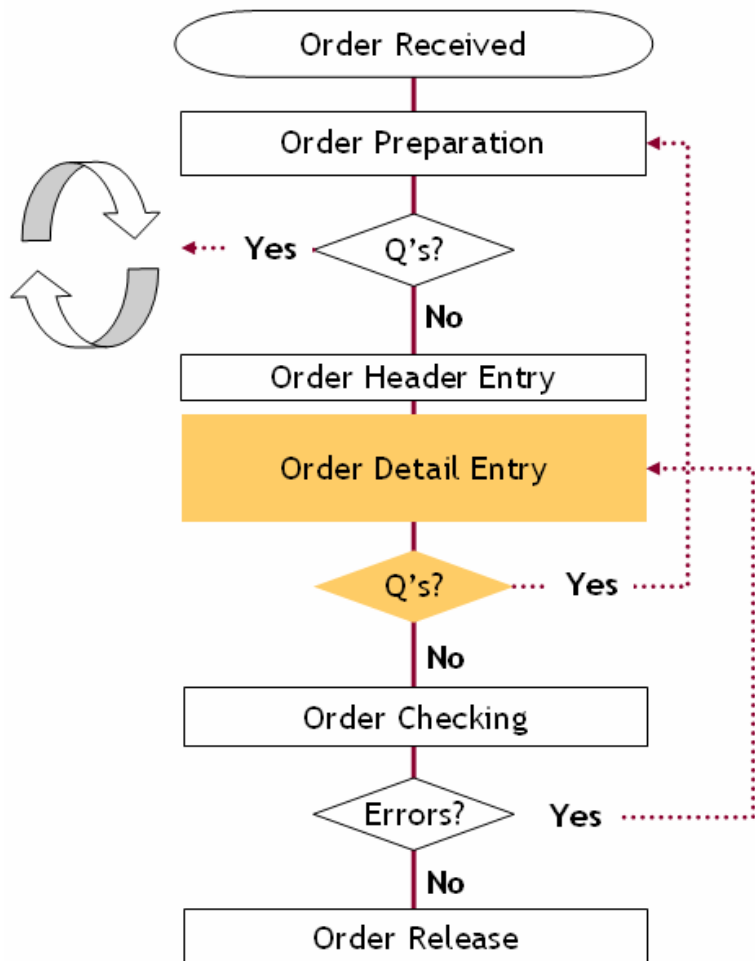 Order Received
Order Preparation
Yes
Q's?
No
Order Header Entry
Order Detail Entry
Q's?
Yes
No
Order Checking
Errors?
Yes
No
Order Release